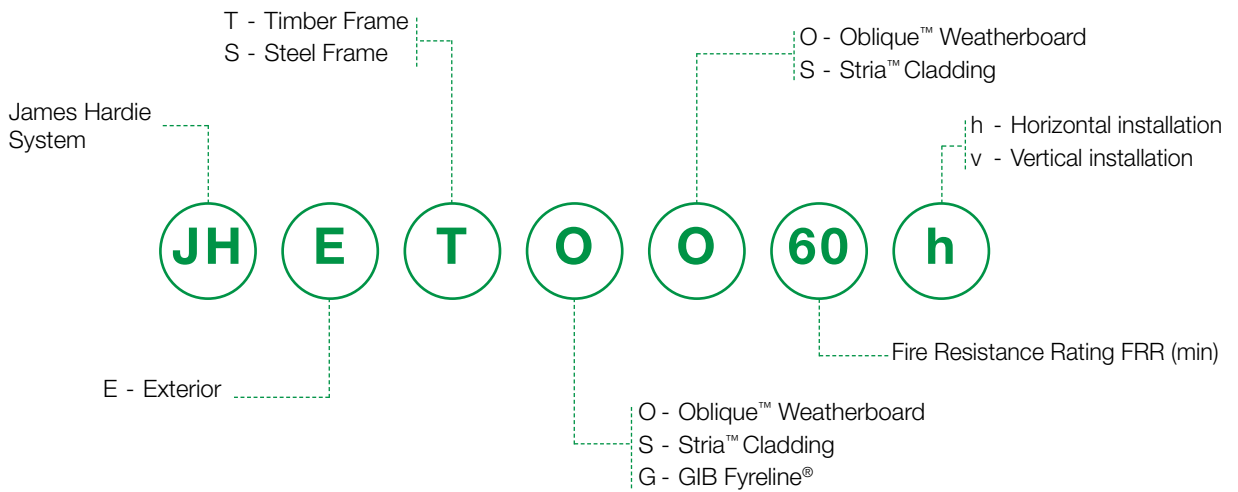 T - Timber Frame
S - Steel Frame
O - Oblique™ Weatherboard
S - Stria™ Cladding
James Hardie
System
h - Horizontal installation
v - Vertical installation
JH E T O O 60 h
Fire Resistance Rating FRR (min)
E - Exterior
O - Oblique™ Weatherboard
S - Stria™ Cladding
G - GIB Fyreline®